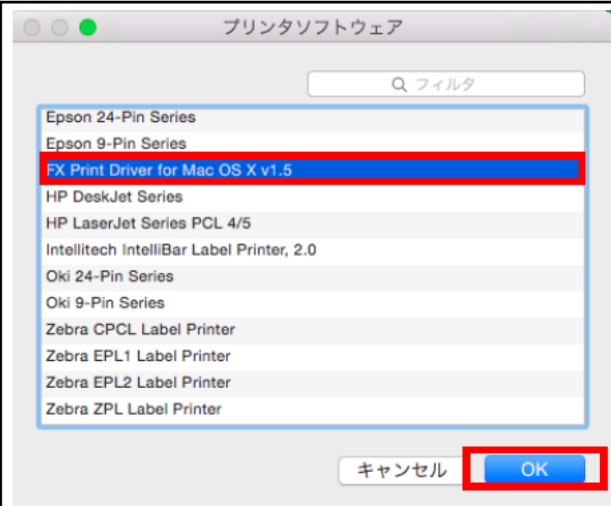 プリンタソフトウェア
フィルタ
Epson 24-Pin Series
Epson 9-Pin Series
FX Print Driver for Mac OS X v1.5
HP DeskJet Series
HP LaserJet Series PCL 4/5
Intellitech IntelliBar Label Printer, 2.0
Oki 24-Pin Series
Oki 9-Pin Series
Zebra CPCL Label Printer
Zebra EPL1 Label Printer
Zebra EPL2 Label Printer
Zebra ZPL Label Printer
キャンセル OK